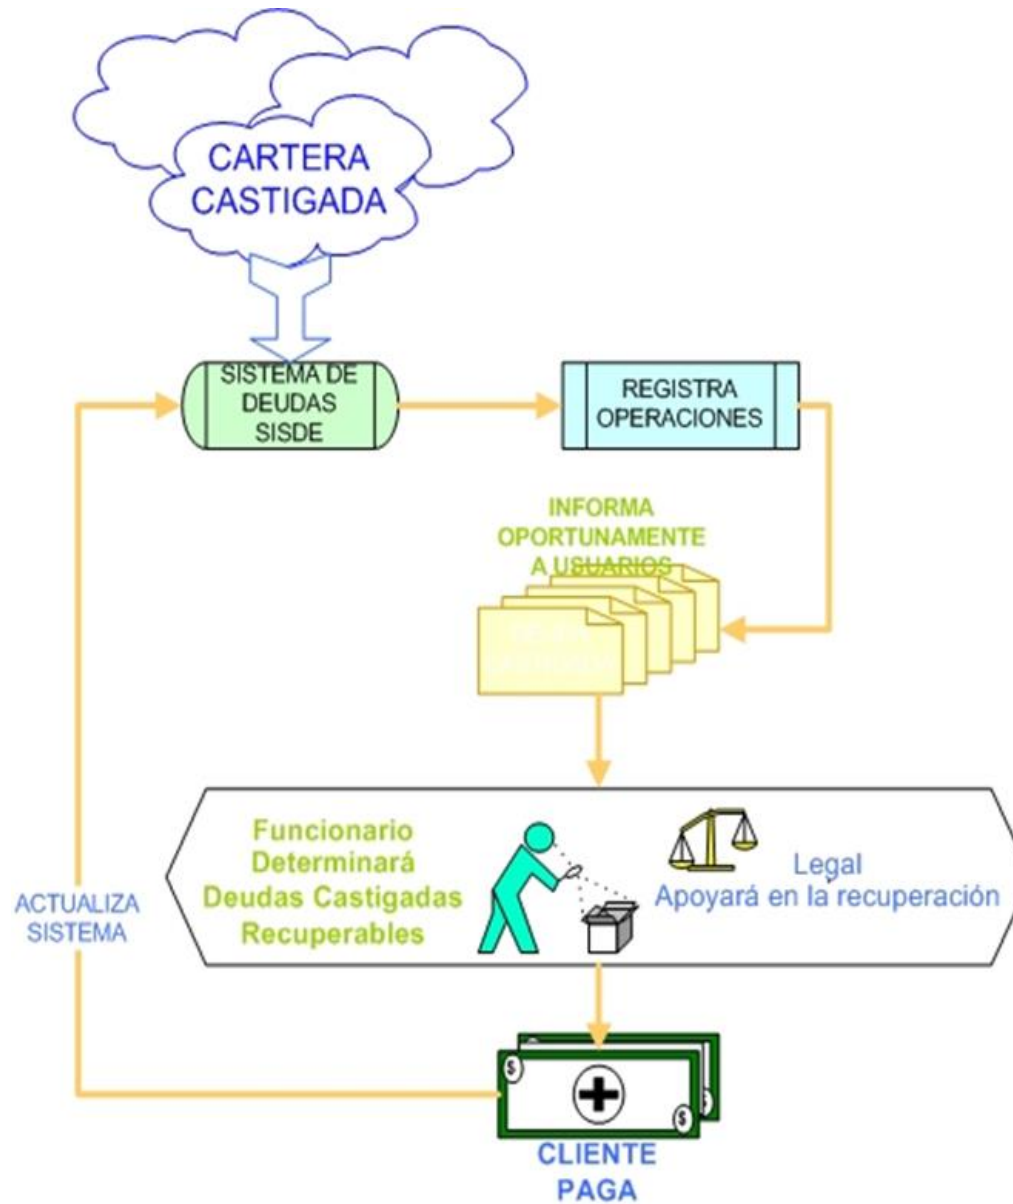 CARTERA
CASTIGADA
SISTEMA DE
DEUDAS
SISDE
REGISTRA
OPERACIONES
INFORMA
OPORTUNAMENTE
A USUARIOS
Funcionario
Determinará
Deudas Castigadas
Recuperables
Legal
Apoyará en la recuperación
ACTUALIZA
SISTEMA
$
$
$
CLIENTE
PAGA